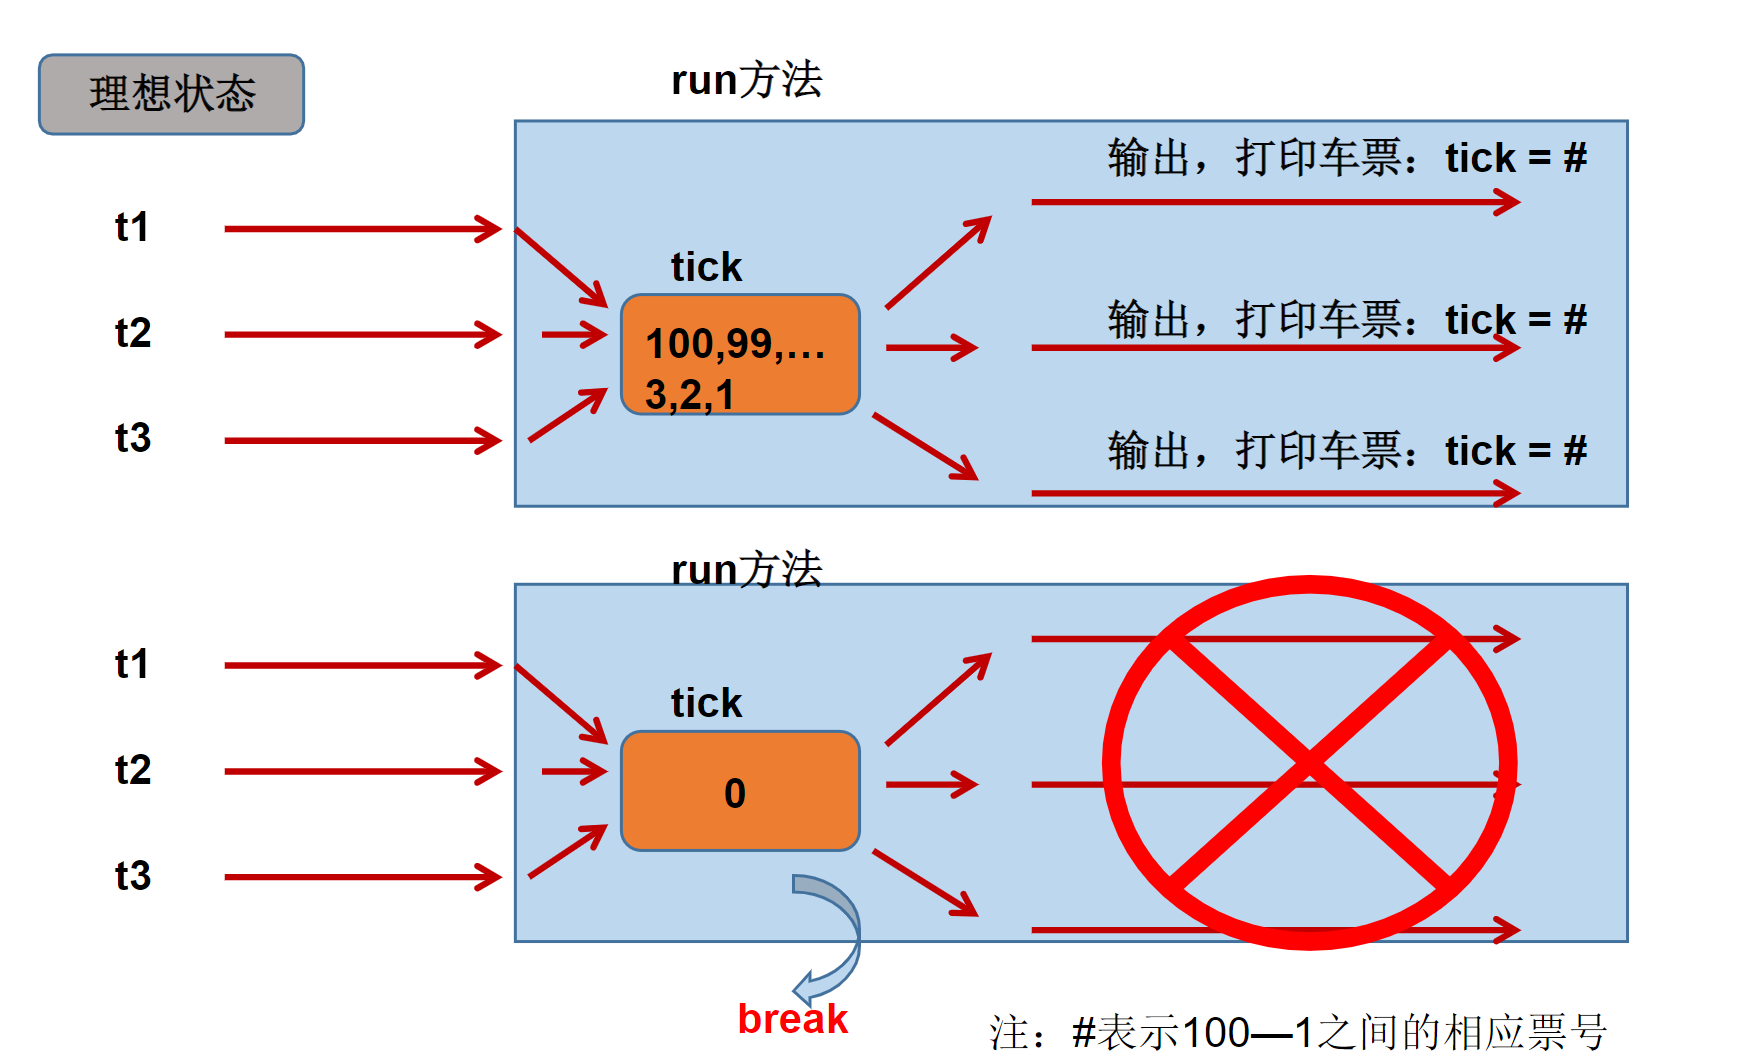 理想状态
run方法
输出，打印车票：tick = #
t1
tick
t2
100,99,…
3,2,1
输出，打印车票：tick = #
t3
输出，打印车票：tick = #
run方法
t1
tick
t2
0
t3
break
注：#表示100—1之间的相应票号